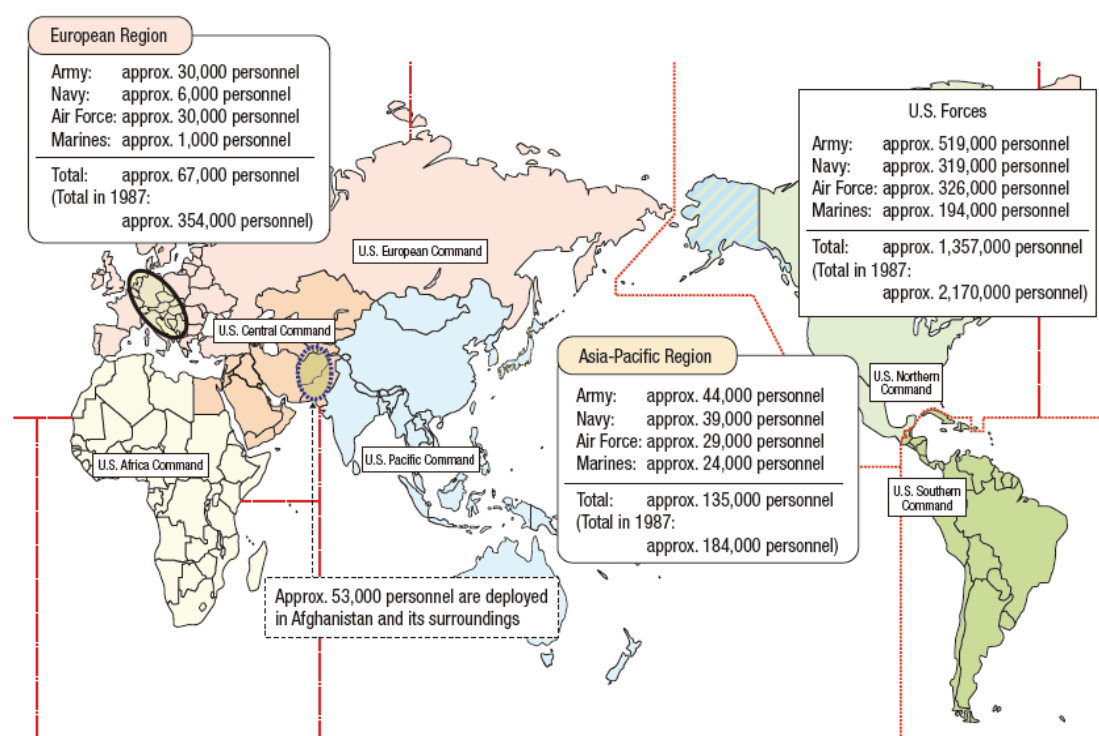 European Region
Army: approx. 30,000 personnel
Navy: approx. 6,000 personnel
Air Force: approx. 30,000 personnel
Marines: approx. 1,000 personnel
Total: approx. 67,000 personnel
(Total in 1987:
approx. 354,000 personnel)
U.S. Forces
Army: approx. 519,000 personnel
Navy: approx. 319,000 personnel
Air Force: approx. 326,000 personnel
Marines: approx. 194,000 personnel
Total: approx. 1,357,000 personnel
(Total in 1987:
approx. 2,170,000 personnel)
U.S. European Command
U.S. Central Command
Asia-Pacific Region
Army: approx. 44,000 personnel
Navy: approx. 39,000 personnel
Air Force: approx. 29,000 personnel
Marines: approx. 24,000 personnel
Total: approx. 135,000 personnel
(Total in 1987:
approx. 184,000 personnel)
U.S. Northern
Command
U.S. Africa Command
U.S. Pacific Command
U.S. Southern
Command
Approx. 53,000 personnel are deployed
in Afghanistan and its surroundings